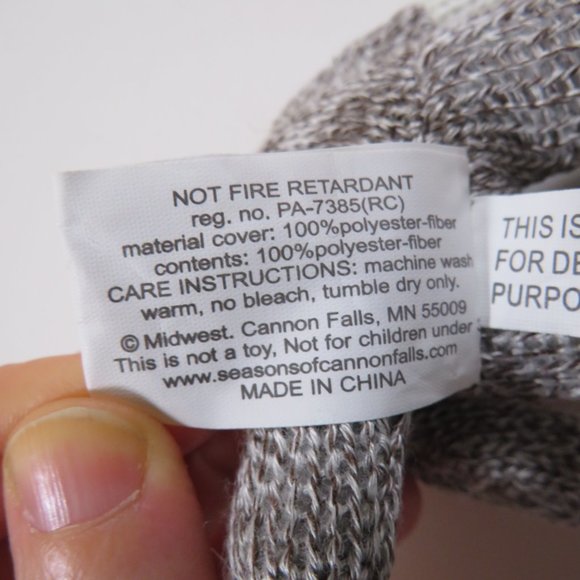 NOT FIRE RETARDANT
reg. no. PA-7385(RC)
material cover: 100%polyester-fiber
contents: 100%polyester-fiber
CARE INSTRUCTIONS: machine wash
warm, no bleach, tumble dry only.
© Midwest. Cannon Falls, MN 55009
This is not a toy, Not for children under
www.seasonsofcannonfalls.com
MADE IN CHINA
THIS IS
FOR DE
PURPO